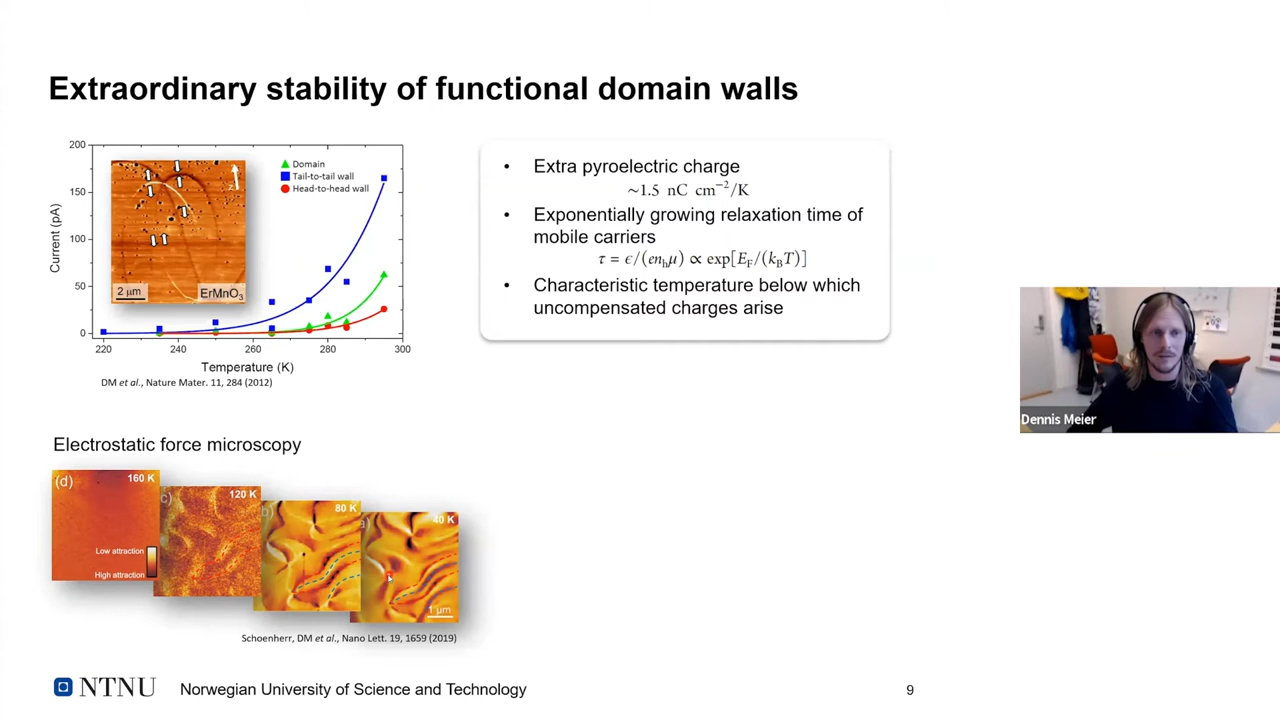 Extraordinary stability of functional domain walls
200
150
100
50
0
Current (pA)
220
240
260
280
300
Temperature (K)
Domain
Tail-to-tail wall
Head-to-head wall
2 μm
ErMnO3
DM et al., Nature Mater. 11, 284 (2012)
• Extra pyroelectric charge
~1.5 nC cm−2/K
• Exponentially growing relaxation time of
mobile carriers
τ = ϵ/(enhμ) ∝ exp[EF/(kBT)]
• Characteristic temperature below which
uncompensated charges arise
Dennis Meier
Electrostatic force microscopy
(d)
160 K
Low attraction
High attraction
c)
120 K
b)
80 K
40 K
1 μm
Schoenherr, DM et al., Nano Lett. 19, 1659 (2019)
NTNU
Norwegian University of Science and Technology
9